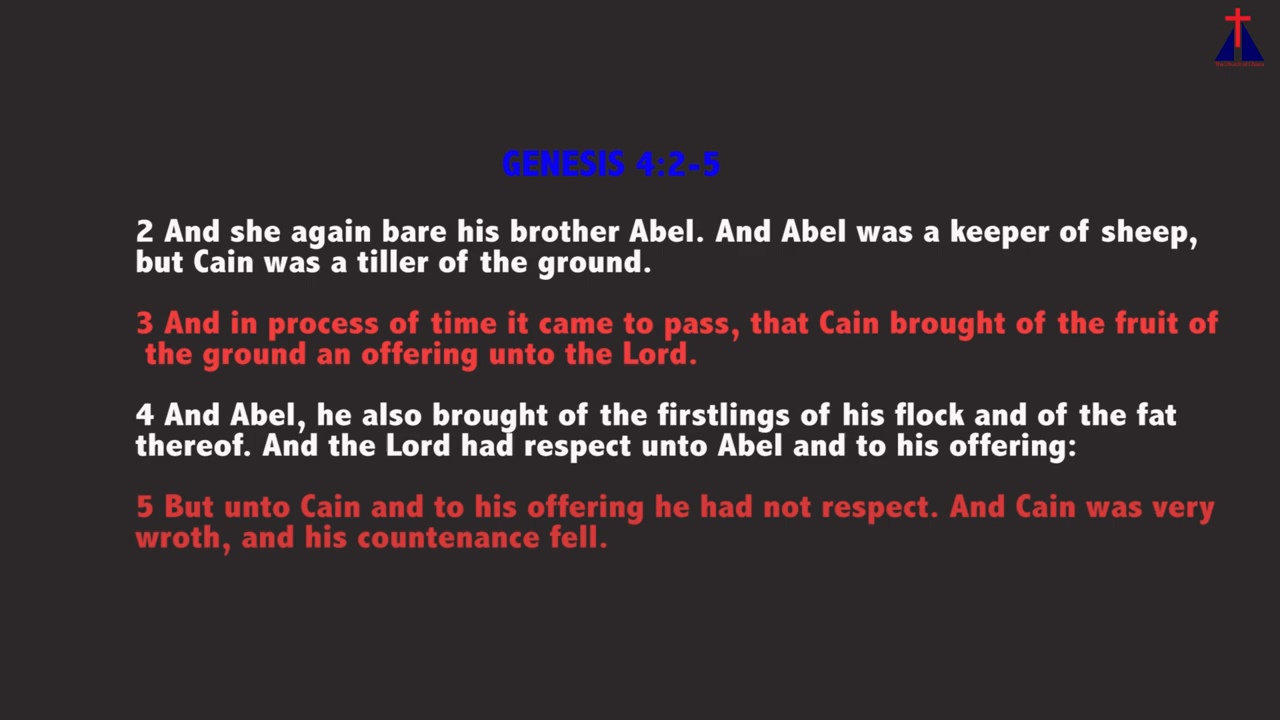 GENESIS 4:2-5
2 And she again bare his brother Abel. And Abel was a keeper of sheep,
but Cain was a tiller of the ground.
3 And in process of time it came to pass, that Cain brought of the fruit of
the ground an offering unto the Lord.
4 And Abel, he also brought of the firstlings of his flock and of the fat
thereof. And the Lord had respect unto Abel and to his offering:
5 But unto Cain and to his offering he had not respect. And Cain was very
wroth, and his countenance fell.